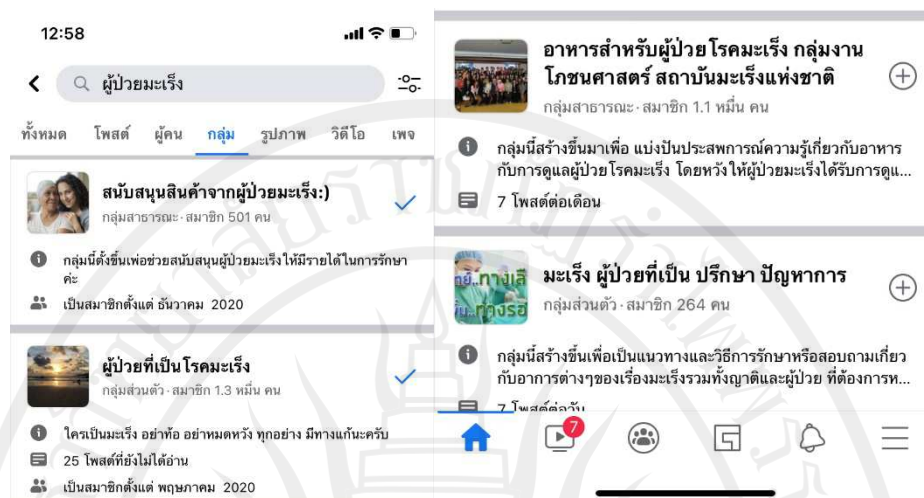 12:58
ผู้ป่วยมะเร็ง
ทั้งหมด โพสต์ ผู้คน กลุ่ม รูปภาพ วิดีโอ เพจ
สนับสนุนสินค้าจากผู้ป่วยมะเร็ง:)
กลุ่มสาธารณะ · สมาชิก 501 คน
กลุ่มนี้ตั้งขึ้นเพ่อช่วยสนับสนุนผู้ป่วยมะเร็ง ให้มีรายได้ในการรักษา
ค่ะ
เป็นสมาชิกตั้งแต่ ธันวาคม 2020
ผู้ป่วยที่เป็นโรคมะเร็ง
กลุ่มส่วนตัว · สมาชิก 1.3 หมื่น คน
ใครเป็นมะเร็ง อย่าท้อ อย่าหมดหวัง ทุกอย่าง มีทางแก้นะครับ
25 โพสต์ที่ยังไม่ได้อ่าน
เป็นสมาชิกตั้งแต่ พฤษภาคม 2020
อาหารสำหรับผู้ป่วยโรคมะเร็ง กลุ่มงาน
โภชนศาสตร์ สถาบันมะเร็งแห่งชาติ
กลุ่มสาธารณะ · สมาชิก 1.1 หมื่น คน
กลุ่มนี้สร้างขึ้นมาเพื่อ แบ่งปันประสพการณ์ความรู้เกี่ยวกับอาหาร
กับการดูแลผู้ป่วยโรคมะเร็ง โดยหวังให้ผู้ป่วยมะเร็งได้รับการดูแ...
7 โพสต์ต่อเดือน
มะเร็ง ผู้ป่วยที่เป็น ปรึกษา ปัญหาการ
กลุ่มส่วนตัว · สมาชิก 264 คน
กลุ่มนี้สร้างขึ้นเพื่อเป็นแนวทางและวิธีการรักษาหรือสอบถามเกี่ยว
กับอาการต่างๆของเรื่องมะเร็งรวมทั้งญาติและผู้ป่วย ที่ต้องการห...
7 โพสต์ต่อวัน
7